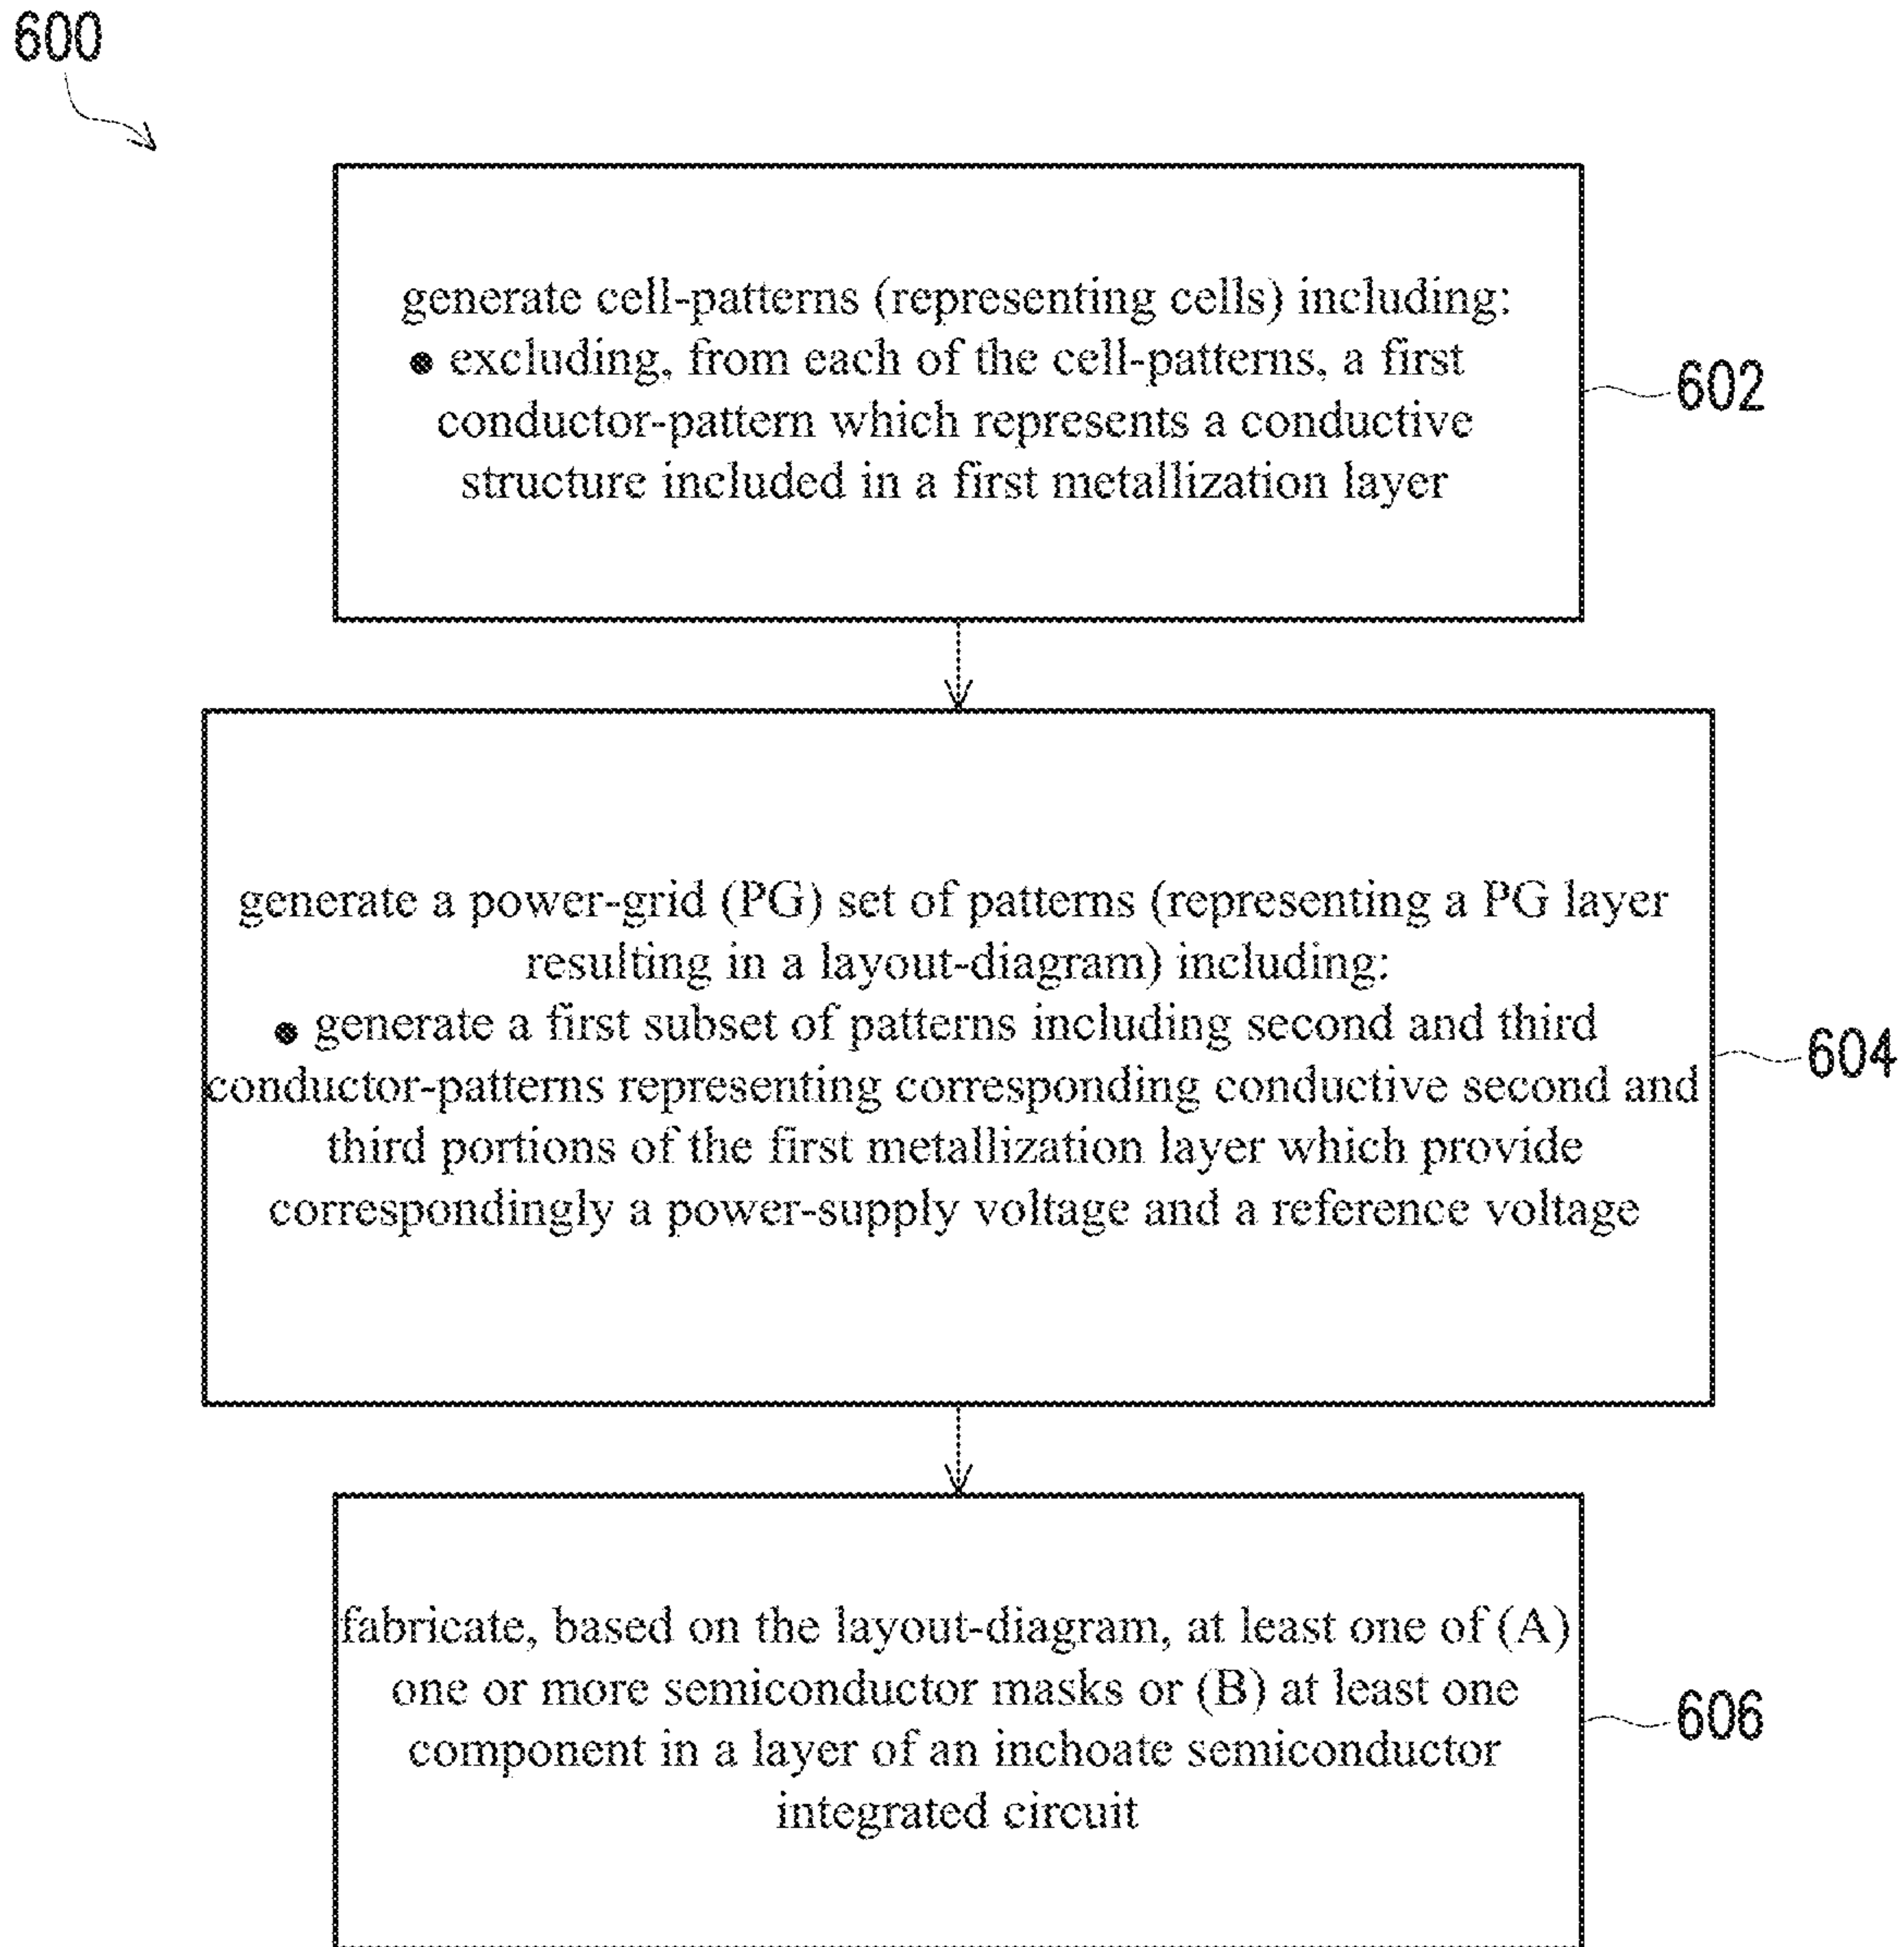 600
generate cell-patterns (representing cells) including:
● excluding, from each of the cell-patterns, a first
conductor-pattern which represents a conductive
structure included in a first metallization layer
602
generate a power-grid (PG) set of patterns (representing a PG layer
resulting in a layout-diagram) including:
● generate a first subset of patterns including second and third
conductor-patterns representing corresponding conductive second and
third portions of the first metallization layer which provide
correspondingly a power-supply voltage and a reference voltage
604
fabricate, based on the layout-diagram, at least one of (A)
one or more semiconductor masks or (B) at least one
component in a layer of an inchoate semiconductor
integrated circuit
606